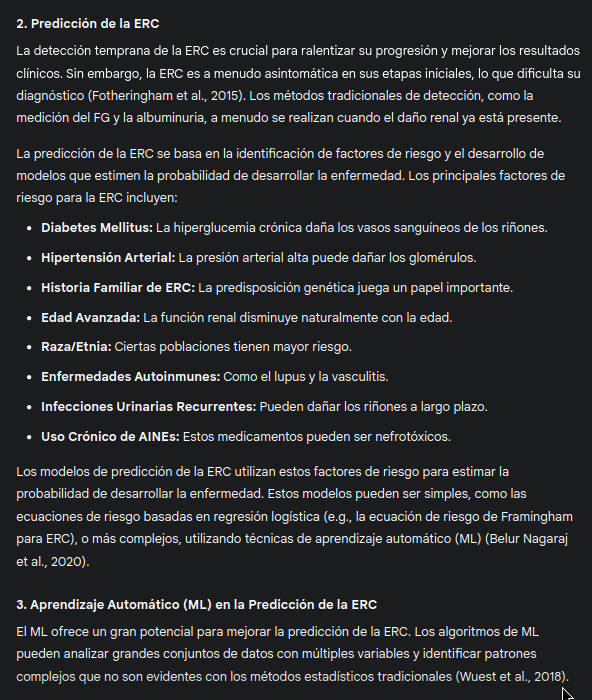 2. Predicción de la ERC
La detección temprana de la ERC es crucial para ralentizar su progresión y mejorar los resultados
clínicos. Sin embargo, la ERC es a menudo asintomática en sus etapas iniciales, lo que dificulta su
diagnóstico (Fotheringham et al., 2015). Los métodos tradicionales de detección, como la
medición del FG y la albuminuria, a menudo se realizan cuando el daño renal ya está presente.
La predicción de la ERC se basa en la identificación de factores de riesgo y el desarrollo de
modelos que estimen la probabilidad de desarrollar la enfermedad. Los principales factores de
riesgo para la ERC incluyen:
• Diabetes Mellitus: La hiperglucemia crónica daña los vasos sanguíneos de los riñones.
• Hipertensión Arterial: La presión arterial alta puede dañar los glomérulos.
• Historia Familiar de ERC: La predisposición genética juega un papel importante.
• Edad Avanzada: La función renal disminuye naturalmente con la edad.
• Raza/Etnia: Ciertas poblaciones tienen mayor riesgo.
• Enfermedades Autoinmunes: Como el lupus y la vasculitis.
• Infecciones Urinarias Recurrentes: Pueden dañar los riñones a largo plazo.
• Uso Crónico de AINEs: Estos medicamentos pueden ser nefrotóxicos.
Los modelos de predicción de la ERC utilizan estos factores de riesgo para estimar la
probabilidad de desarrollar la enfermedad. Estos modelos pueden ser simples, como las
ecuaciones de riesgo basadas en regresión logística (e.g., la ecuación de riesgo de Framingham
para ERC), o más complejos, utilizando técnicas de aprendizaje automático (ML) (Belur Nagaraj
et al., 2020).
3. Aprendizaje Automático (ML) en la Predicción de la ERC
El ML ofrece un gran potencial para mejorar la predicción de la ERC. Los algoritmos de ML
pueden analizar grandes conjuntos de datos con múltiples variables y identificar patrones
complejos que no son evidentes con los métodos estadísticos tradicionales (Wuest et al., 2018).